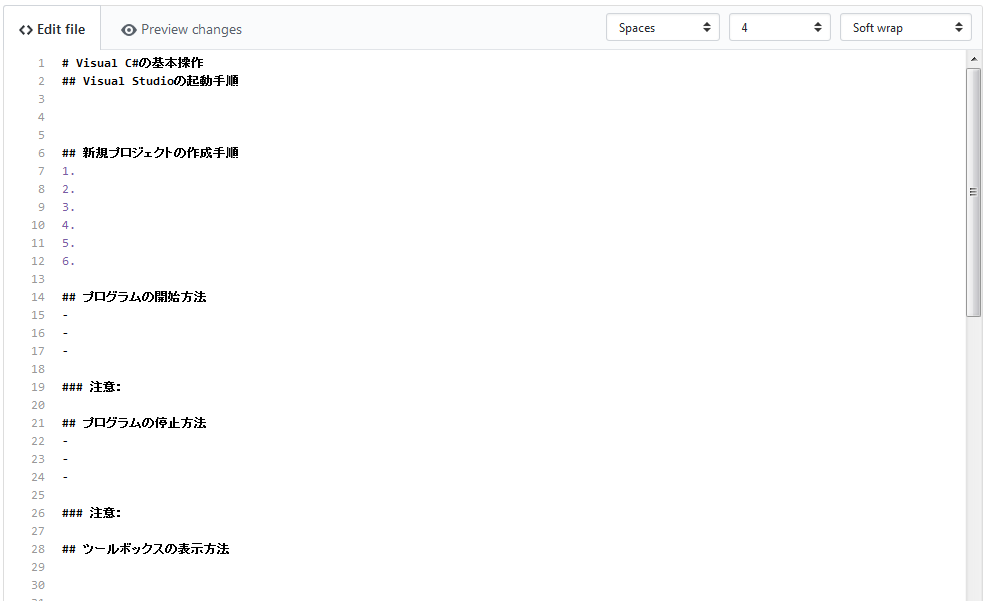 Edit file
Preview changes
Spaces
4
Soft wrap
1 # Visual C#の基本操作
2 ## Visual Studioの起動手順
3
4
5
6 ## 新規プロジェクトの作成手順
7 1.
8 2.
9 3.
10 4.
11 5.
12 6.
13
14 ## プログラムの開始方法
15 -
16 -
17 -
18
19 ### 注意:
20
21 ## プログラムの停止方法
22 -
23 -
24 -
25
26 ### 注意:
27
28 ## ツールボックスの表示方法
29
30